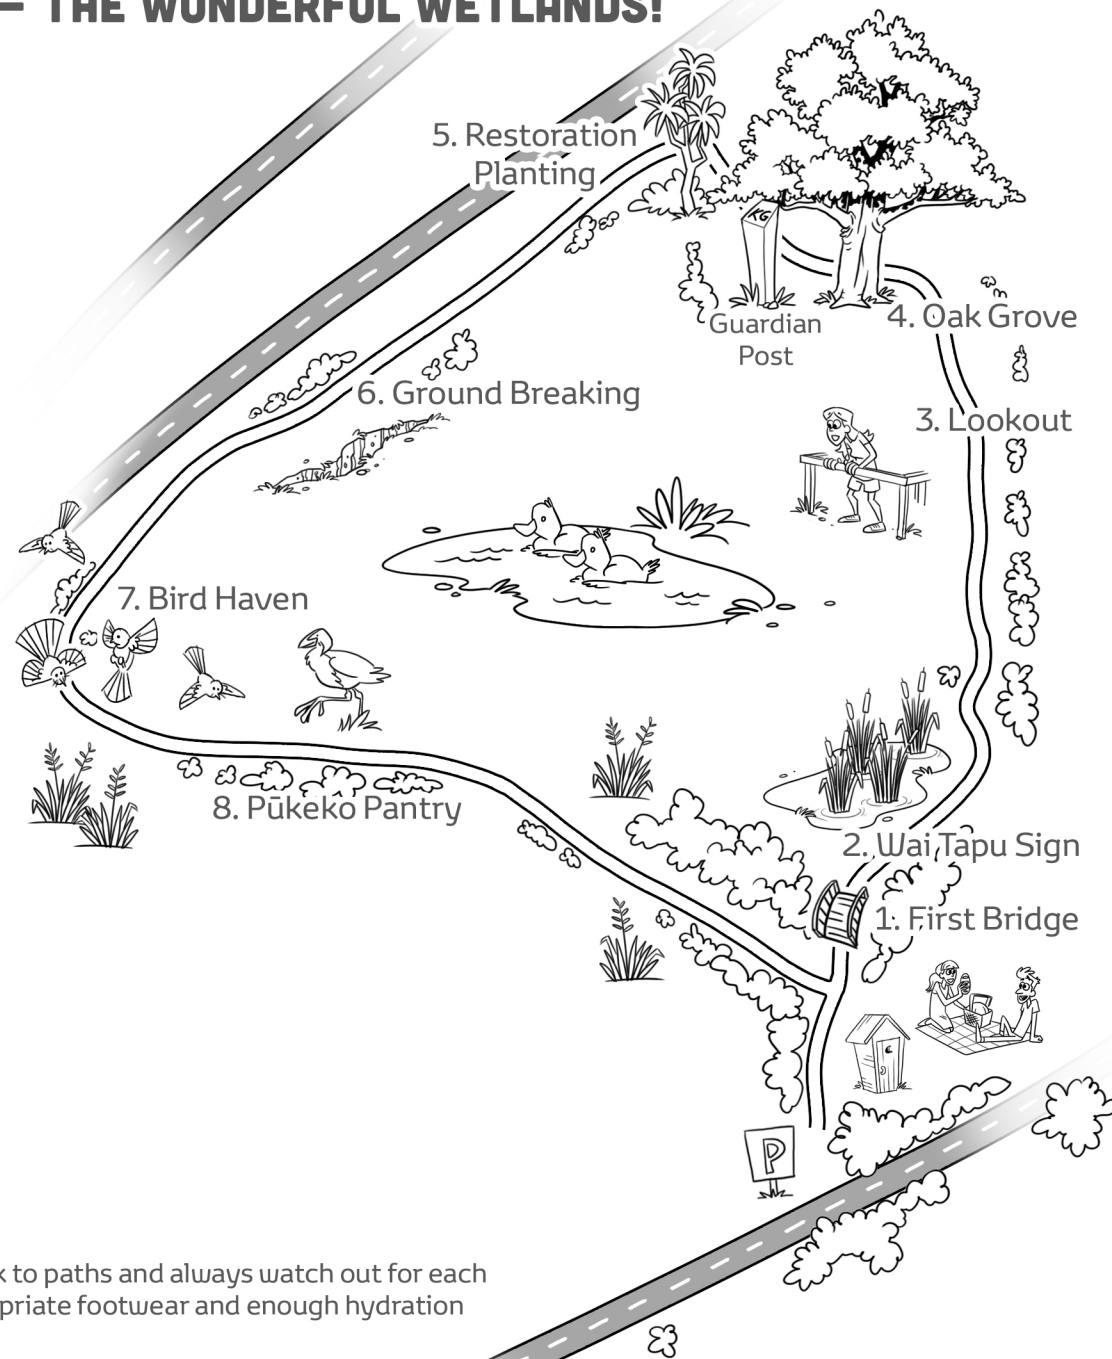 – THE WONDERFUL WETLANDS!
5. Restoration
Planting
KG
Guardian
Post
4. Oak Grove
6. Ground Breaking
3. Lookout
7. Bird Haven
8. Pūkeko Pantry
2. Wai Tapu Sign
1. First Bridge
P
to paths and always watch out for each
footwear and enough hydration